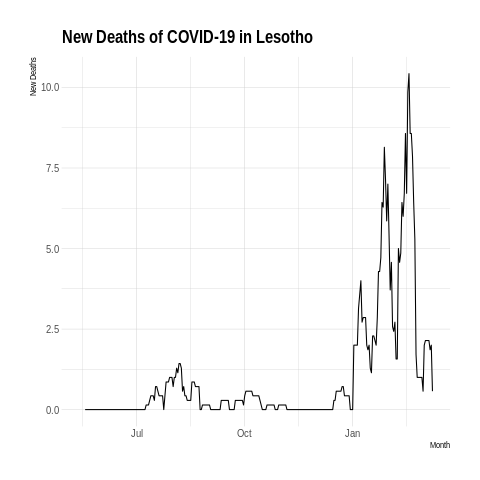 New Deaths of COVID-19 in Lesotho
New Deaths
10.0
7.5
5.0
2.5
0.0
Jul
Oct
Jan
Month